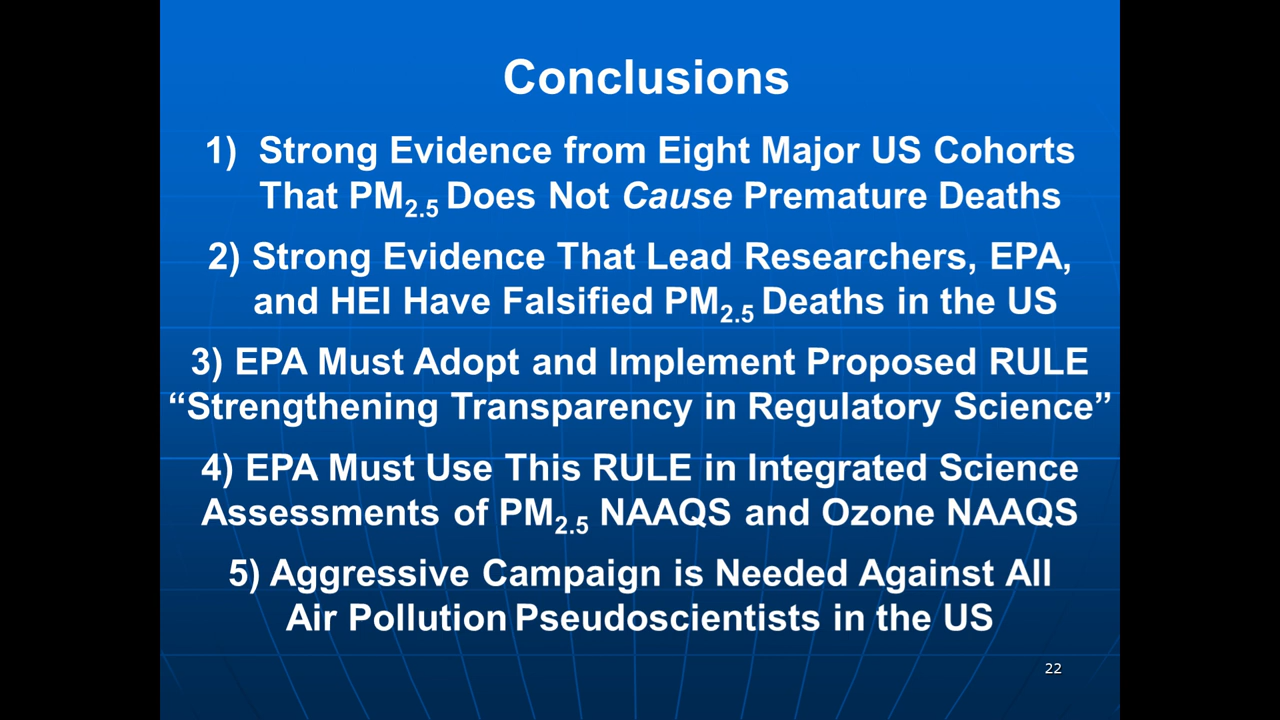 Conclusions
1) Strong Evidence from Eight Major US Cohorts
That PM2.5 Does Not Cause Premature Deaths
2) Strong Evidence That Lead Researchers, EPA,
and HEI Have Falsified PM2.5 Deaths in the US
3) EPA Must Adopt and Implement Proposed RULE
“Strengthening Transparency in Regulatory Science”
4) EPA Must Use This RULE in Integrated Science
Assessments of PM2.5 NAAQS and Ozone NAAQS
5) Aggressive Campaign is Needed Against All
Air Pollution Pseudoscientists in the US
22